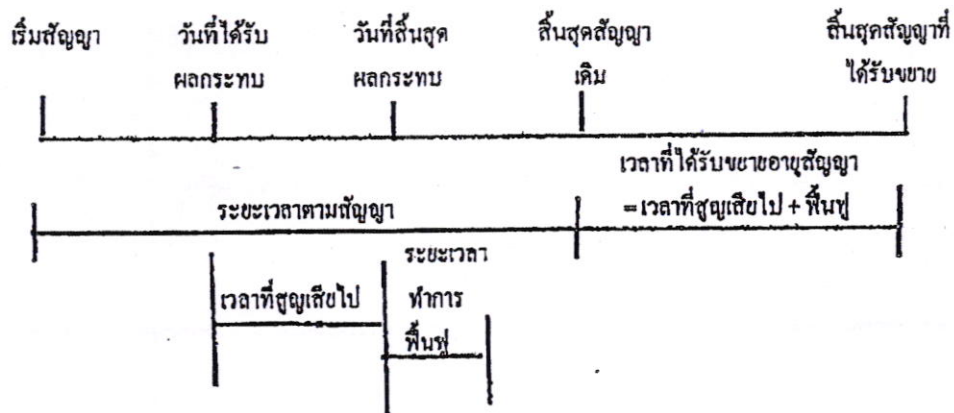 เริ่มสัญญา วันที่ได้รับ วันที่สิ้นสุด สิ้นสุดสัญญา สิ้นสุดสัญญาที่
ผลกระทบ ผลกระทบ เดิม ได้รับขยาย
เวลาที่ได้รับขยายอายุสัญญา
ระยะเวลาตามสัญญา =เวลาที่สูญเสียไป + ฟื้นฟู
ระยะเวลา
เวลาที่สูญเสียไป ทำการ
ฟื้นฟู